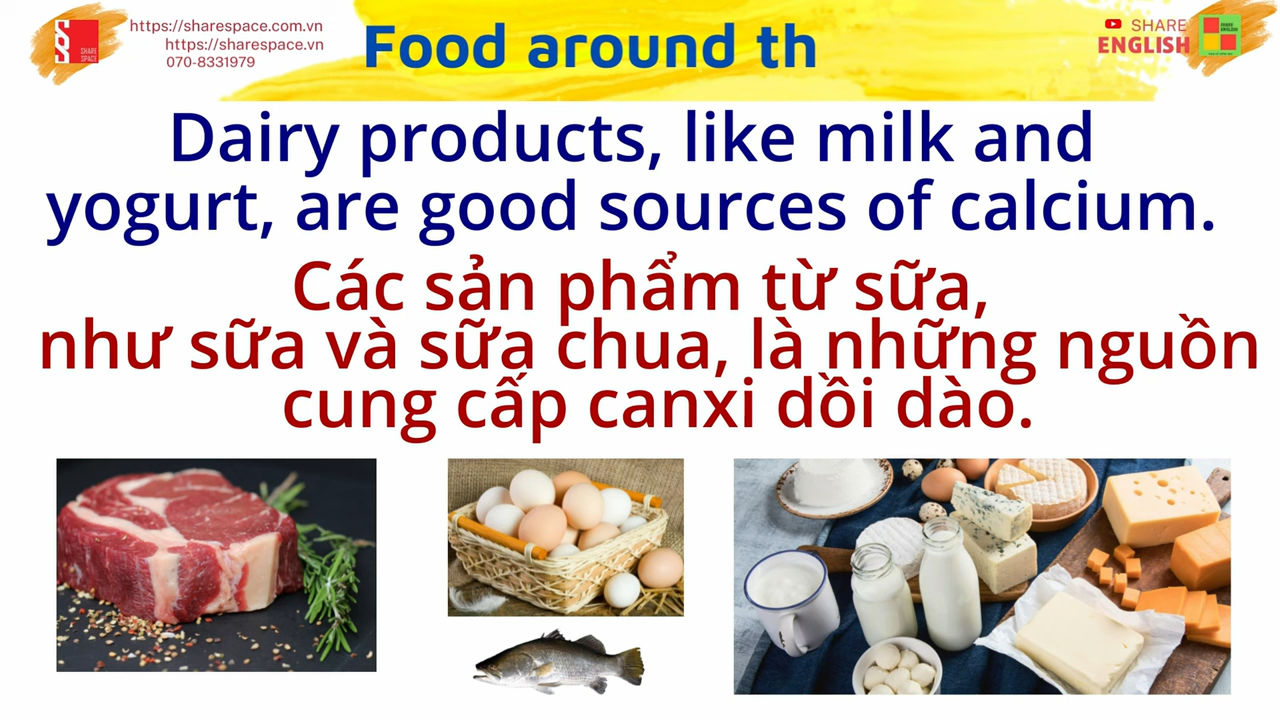 https://sharespace.com.vn
https://sharespace.vn
070-8331979
SHARE
SPACE
Food around th
SHARE
ENGLISH
Dairy products, like milk and
yogurt, are good sources of calcium.
Các sản phẩm từ sữa,
như sữa và sữa chua, là những nguồn
cung cấp canxi dồi dào.